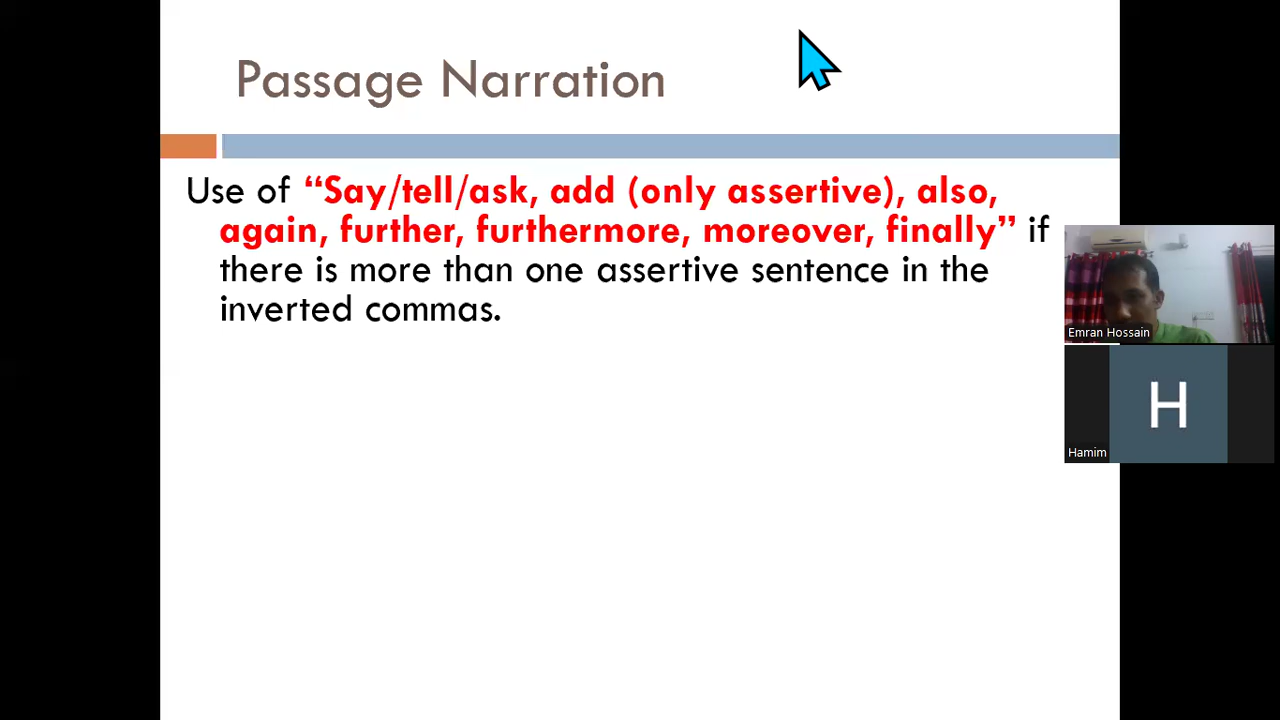 Passage Narration
Use of “Say/tell/ask, add (only assertive), also,
again, further, furthermore, moreover, finally” if
there is more than one assertive sentence in the
inverted commas.
Emran Hossain
H
Hamim